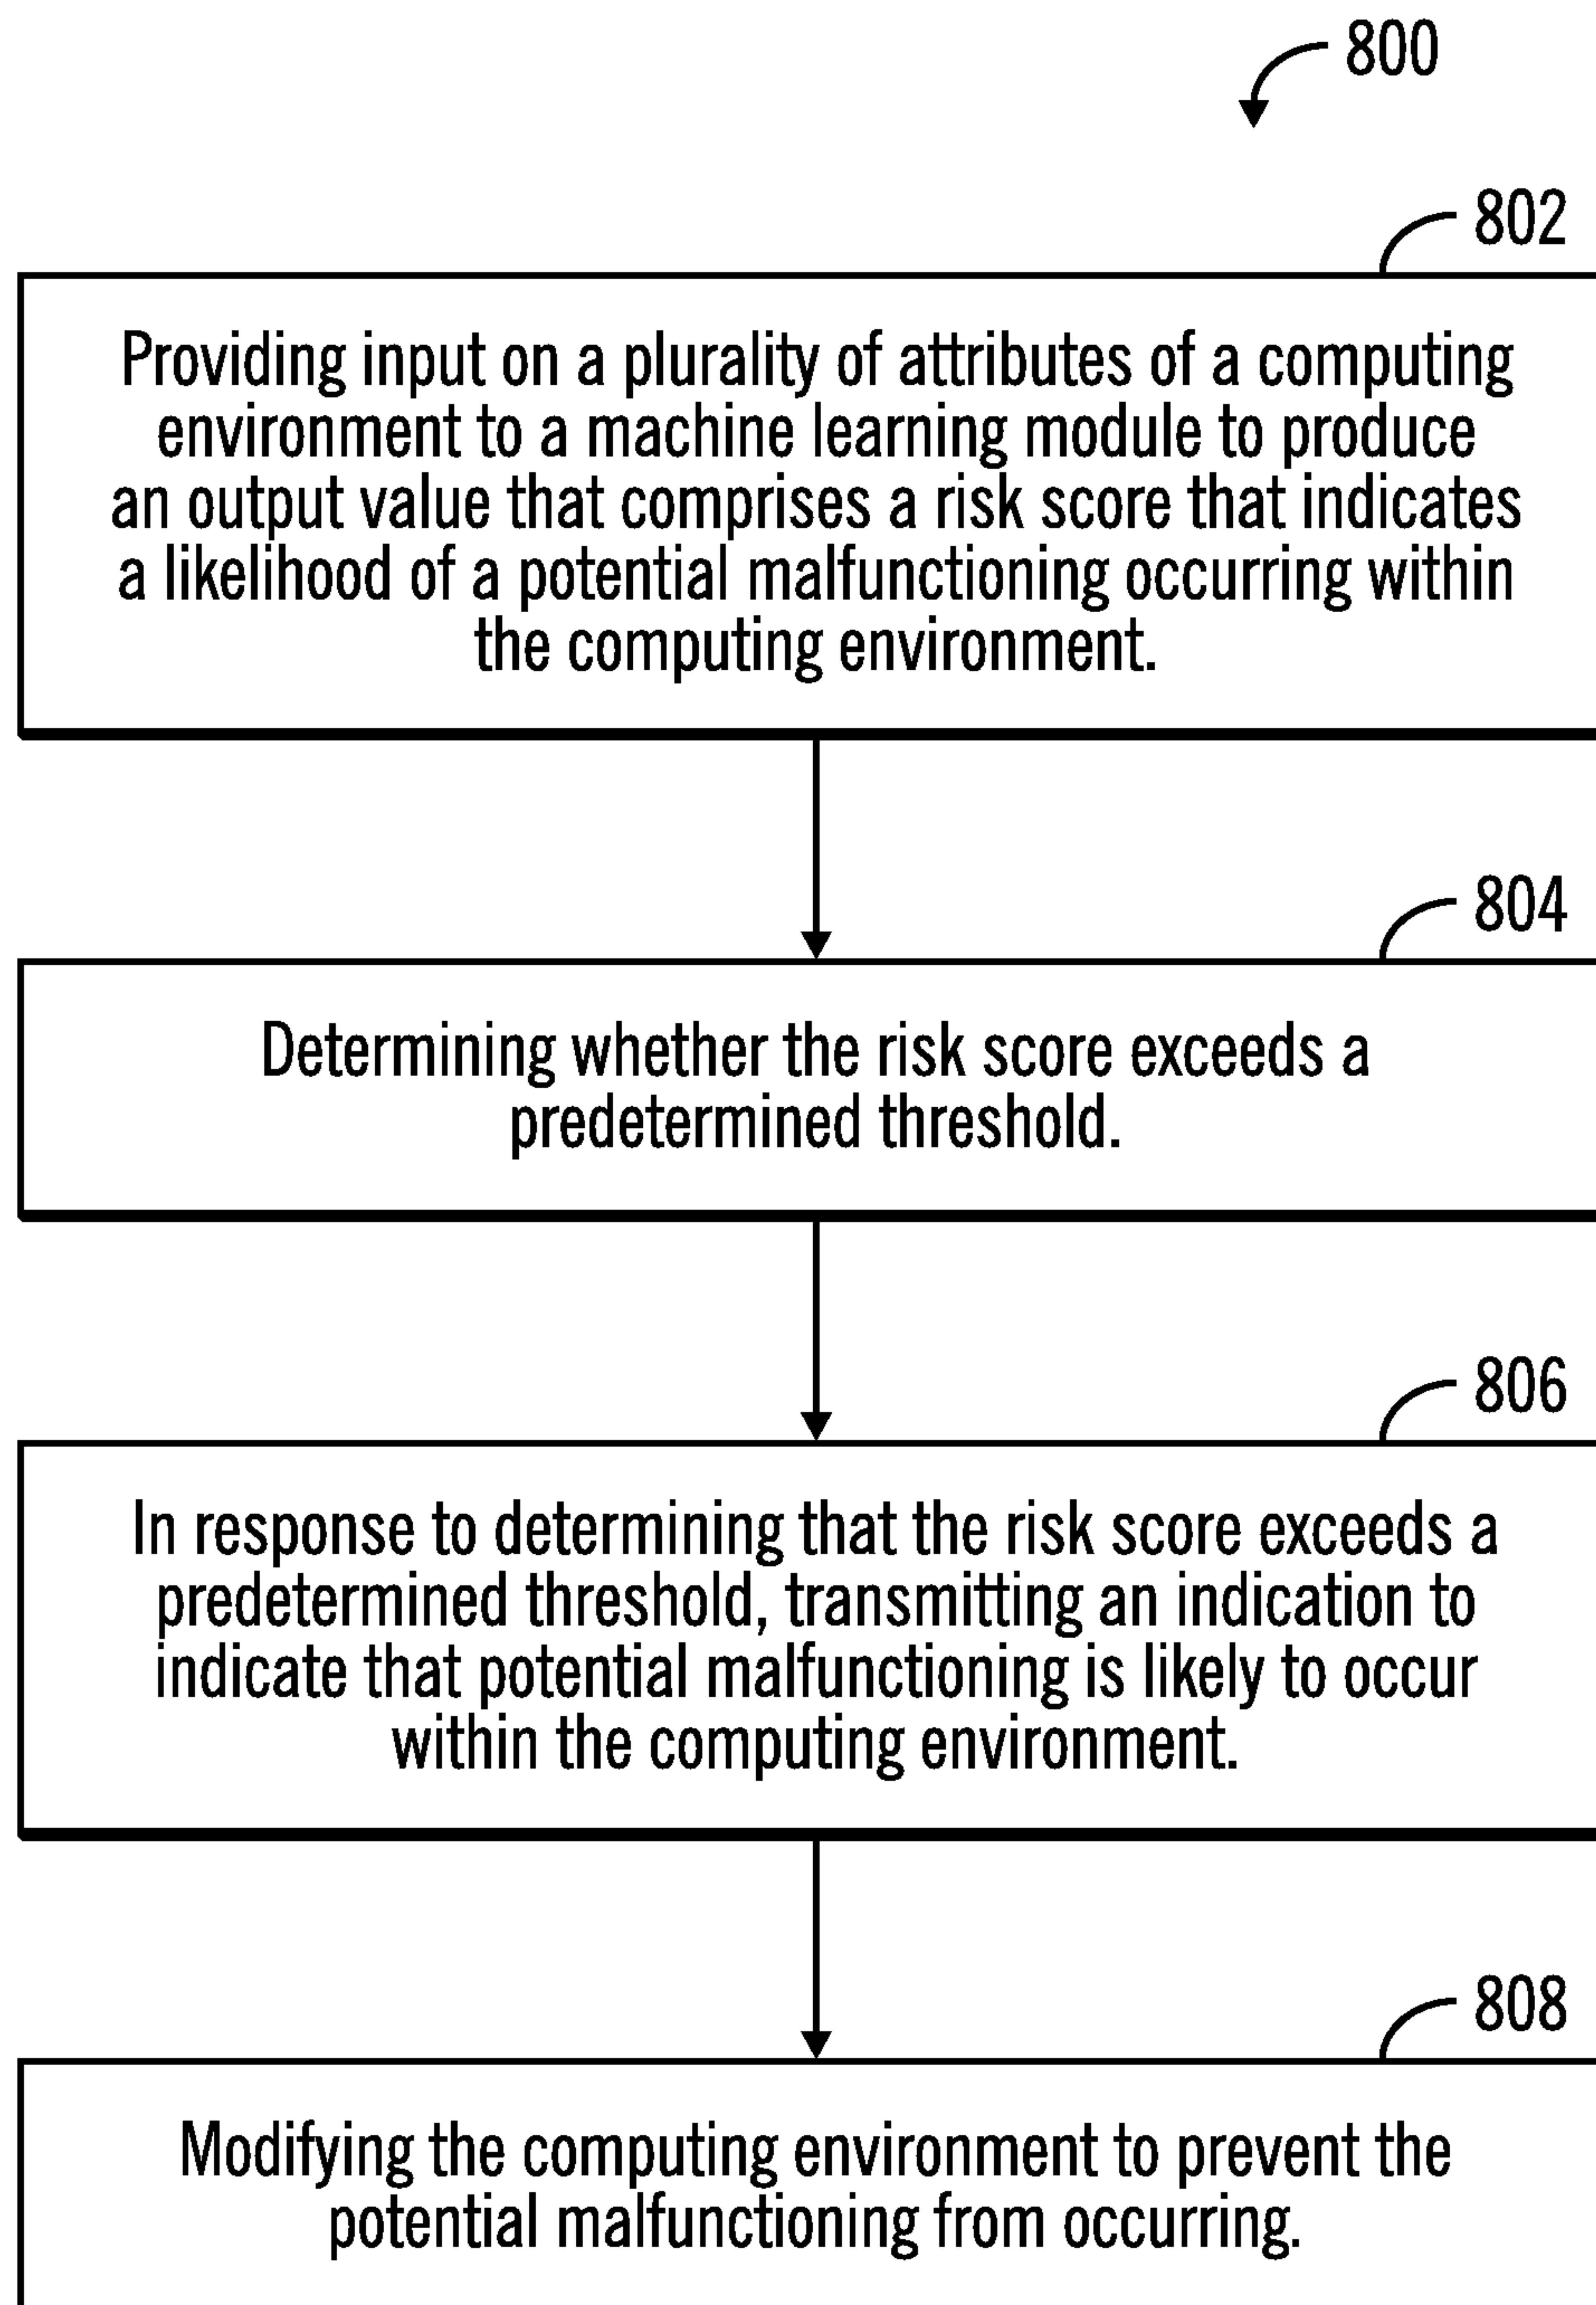 800
802
Providing input on a plurality of attributes of a computing
environment to a machine learning module to produce
an output value that comprises a risk score that indicates
a likelihood of a potential malfunctioning occurring within
the computing environment.
804
Determining whether the risk score exceeds a
predetermined threshold.
806
In response to determining that the risk score exceeds a
predetermined threshold, transmitting an indication to
indicate that potential malfunctioning is likely to occur
within the computing environment.
808
Modifying the computing environment to prevent the
potential malfunctioning from occurring.